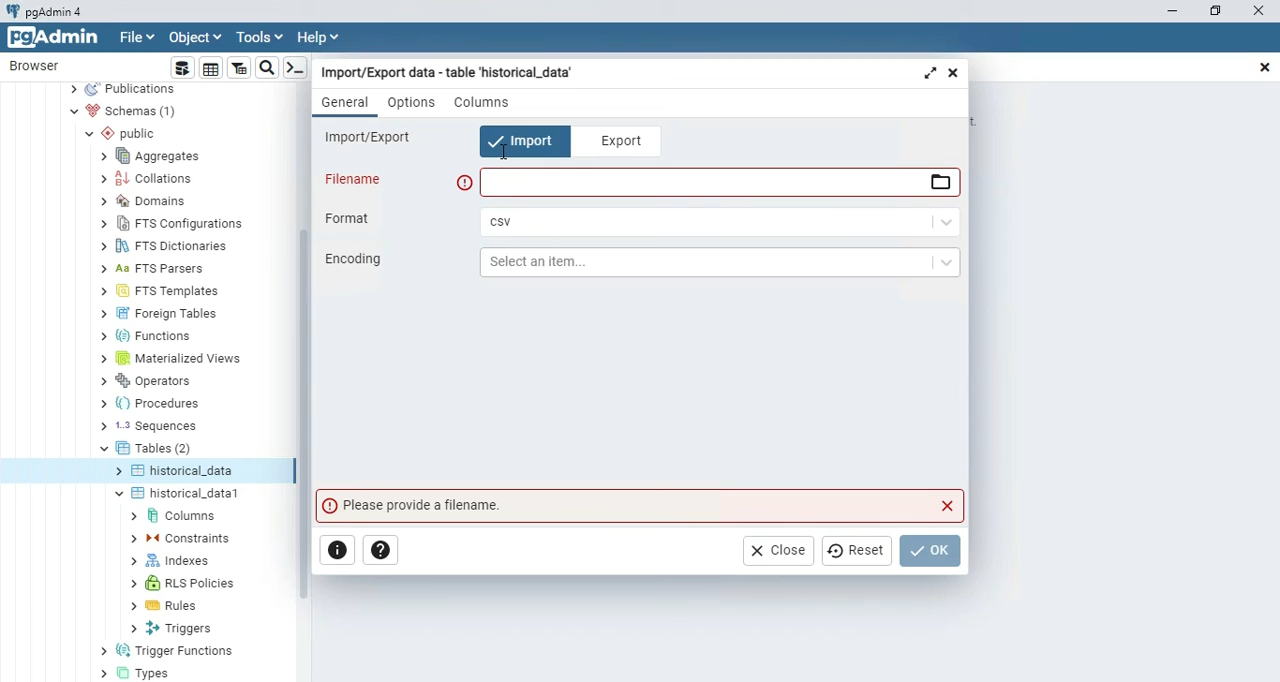 pgAdmin 4
pgAdmin File Object Tools Help
Browser
Publications
Schemas (1)
public
Aggregates
Collations
Domains
FTS Configurations
FTS Dictionaries
Aa FTS Parsers
FTS Templates
Foreign Tables
Functions
Materialized Views
Operators
Procedures
1..3 Sequences
Tables (2)
historical_data
historical_data1
Columns
Constraints
Indexes
RLS Policies
Rules
Triggers
Trigger Functions
Types
Import/Export data - table 'historical_data'
General Options Columns
Import/Export Import Export
Filename
Format csv
Encoding Select an item...
Please provide a filename.
Close Reset OK
t.